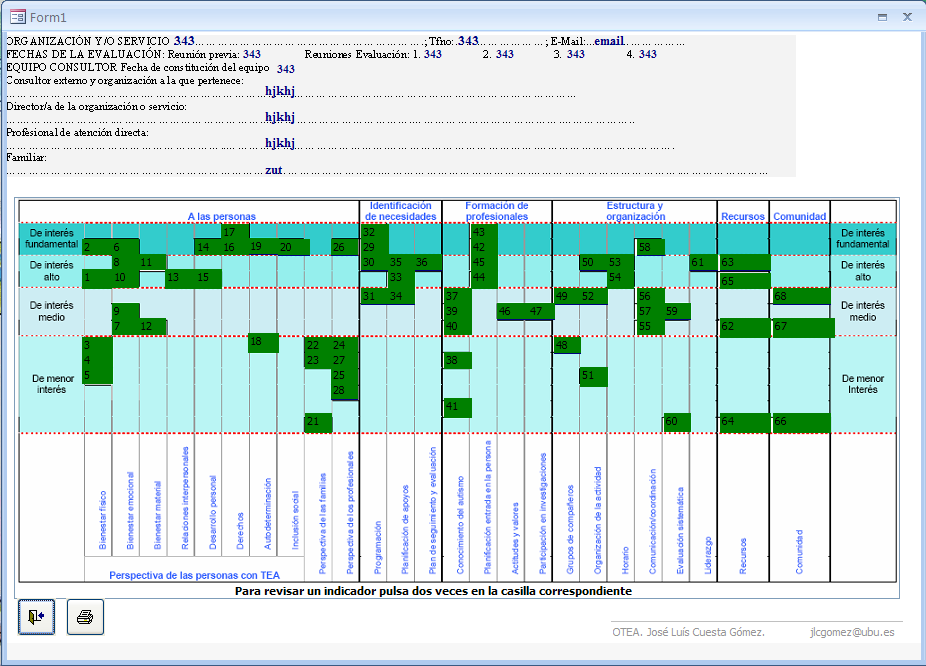 Form1
ORGANIZACIÓN Y/O SERVICIO 343 ; Tfno: 343 ; E-Mail: email
FECHAS DE LA EVALUACIÓN: Reunión previa: 343 Reuniones Evaluación: 1. 343 2. 343 3. 343 4. 343
EQUIPO CONSULTOR Fecha de constitución del equipo 343
Consultor externo y organización a la que pertenece:
hjkhj
Director/a de la organización o servicio:
hjkhj
Profesional de atención directa:
hjkhj
Familiar:
zut
A las personas
Identificación de necesidades
Formación de profesionales
Estructura y organización
Recursos
Comunidad
De interés fundamental
17 32 43
2 6 14 16 19 20 26 29 42 58
De interés fundamental
De interés alto
8 11 30 35 36 45 50 53 61 63
1 10 13 15 33 44 54 65
De interés alto
De interés medio
31 34 37 49 52 56 68
9 39 46 47 57 59
7 12 40 55 62 67
De interés medio
De menor interés
3 18 22 24 48
4 23 27 38
5 25 51
28
41
21 60 64 66
De menor Interés
Bienestar físico
Bienestar emocional
Bienestar material
Relaciones interpersonales
Desarrollo personal
Derechos
Autodeterminación
Inclusión social
Perspectiva de las familias
Perspectiva de los profesionales
Programación
Planificación de apoyos
Plan de seguimiento y evaluación
Conocimiento del autismo
Planificación entrada en la persona
Actitudes y valores
Participación en investigaciones
Grupos de compañeros
Organización de la actividad
Horario
Comunicación/coordinación
Evaluación sistemática
Liderazgo
Recursos
Comunidad
Perspectiva de las personas con TEA
Para revisar un indicador pulsa dos veces en la casilla correspondiente
OTEA. José Luís Cuesta Gómez. jlcgomez@ubu.es